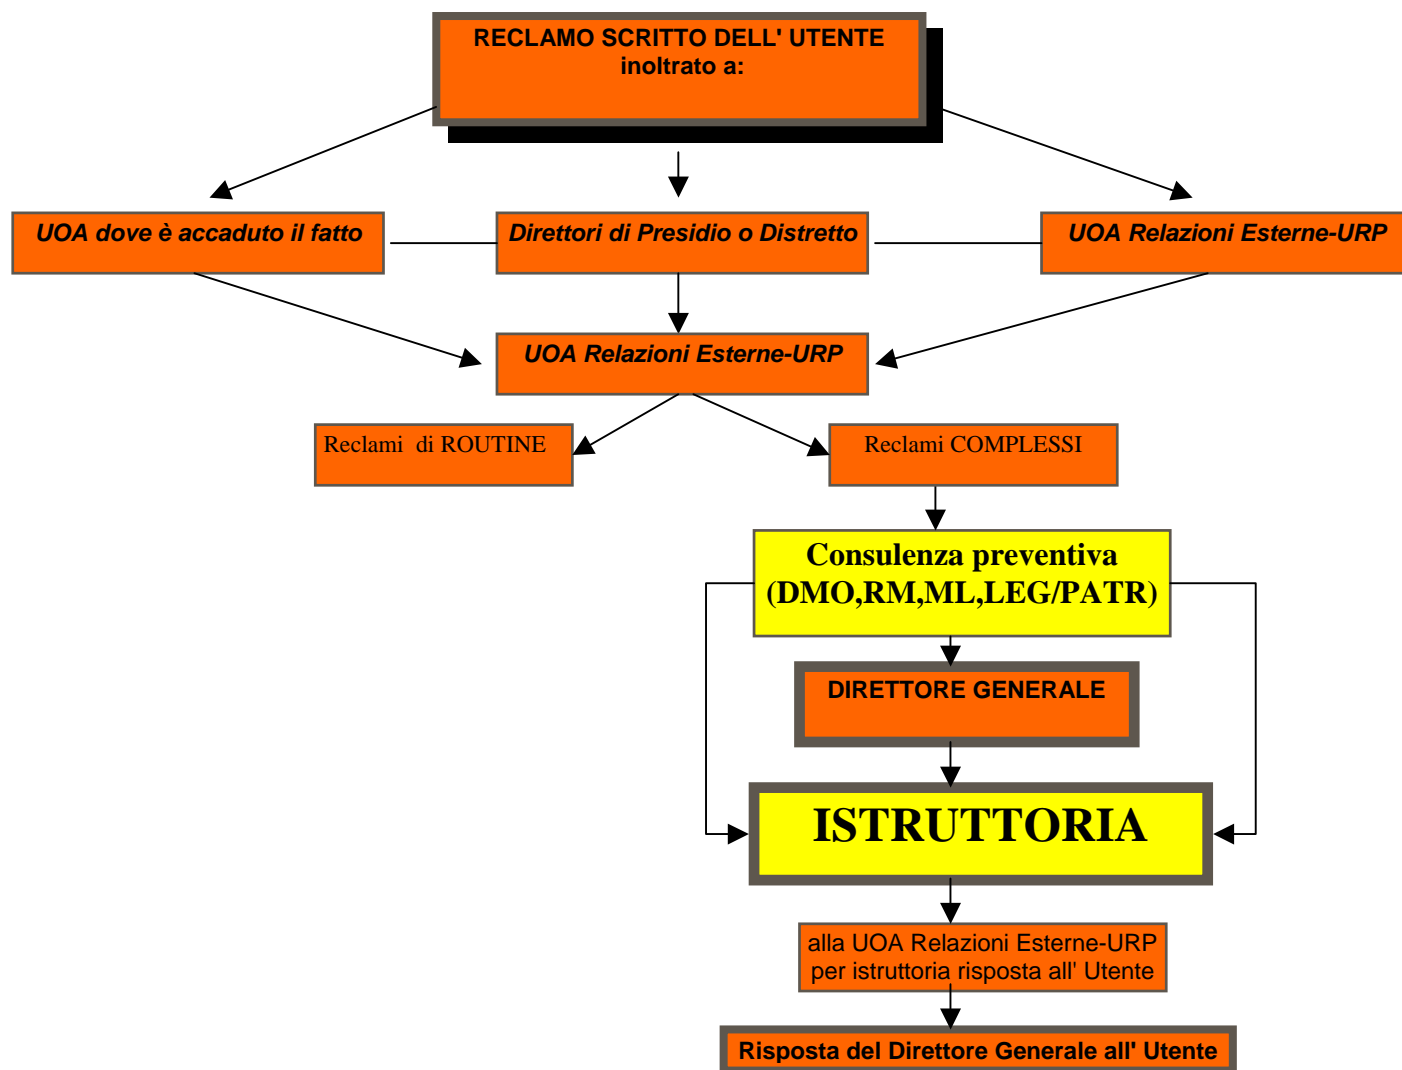 RECLAMO SCRITTO DELL' UTENTE
inoltrato a:
UOA dove è accaduto il fatto
Direttori di Presidio o Distretto
UOA Relazioni Esterne-URP
UOA Relazioni Esterne-URP
Reclami di ROUTINE
Reclami COMPLESSI
Consulenza preventiva
(DMO,RM,ML,LEG/PATR)
DIRETTORE GENERALE
ISTRUTTORIA
alla UOA Relazioni Esterne-URP
per istruttoria risposta all' Utente
Risposta del Direttore Generale all' Utente